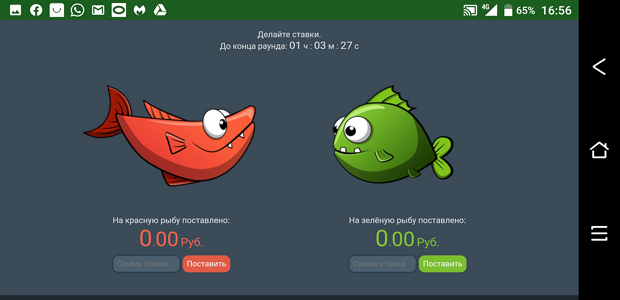 4G 65% 16:56
Делайте ставки.
До конца раунда: 01 ч : 03 м : 27 с
На красную рыбу поставлено:
0.00 Руб.
Сумма ставки Поставить
На зелёную рыбу поставлено:
0.00 Руб.
Сумма ставки Поставить